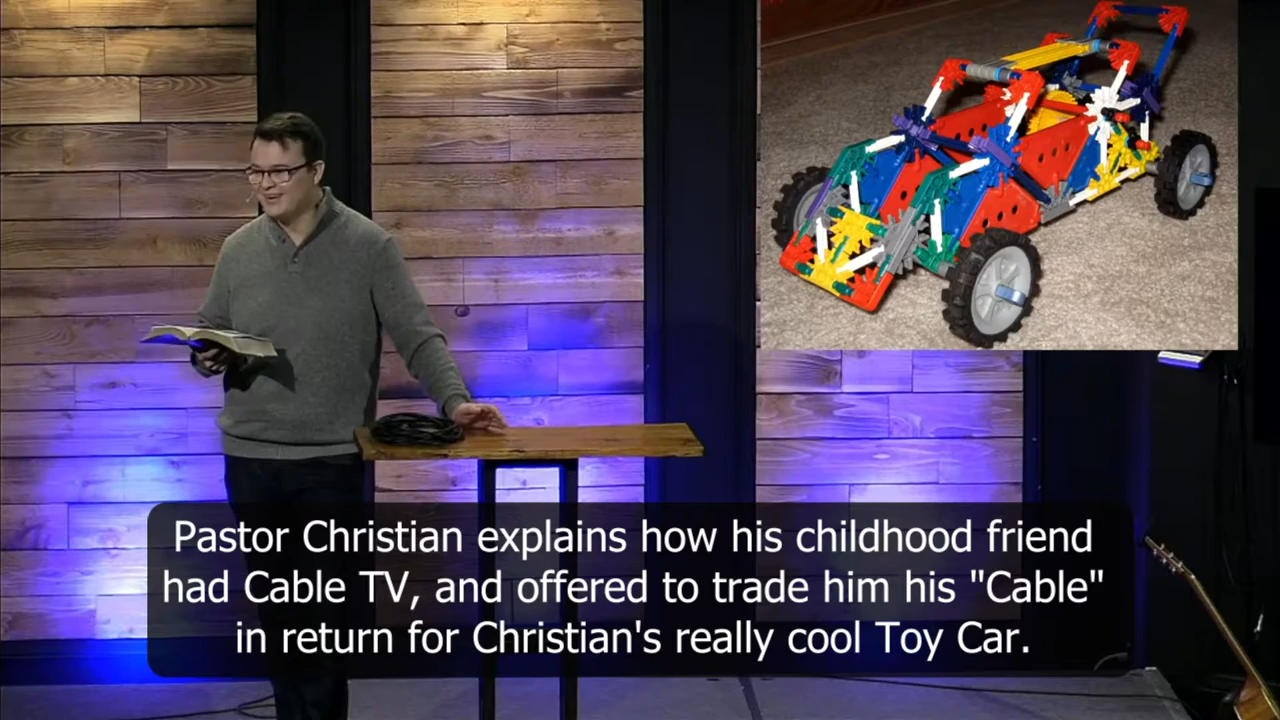 Pastor Christian explains how his childhood friend
had Cable TV, and offered to trade him his "Cable"
in return for Christian's really cool Toy Car.